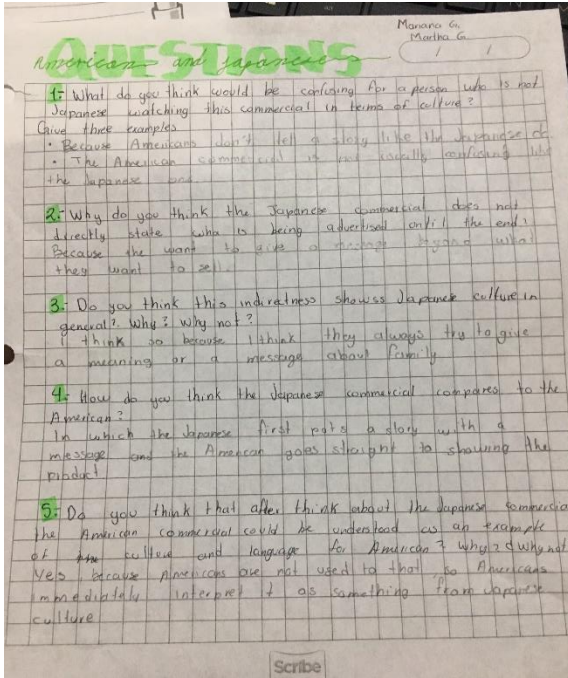 Mariana G.
Martha G.
QUESTIONS
American and Japanese
1.- What do you think would be confusing for a person who is not
Japanese watching this commercial in terms of culture?
Give three examples
• Because Americans don't tell a story like the Japanese do
• The American commercial is not usually confusing like
the Japanese one
2.- Why do you think the Japanese commercial does not
directly state wha is being advertised until the end?
Because the want to give a message beyond what
they want to sell.
3.- Do you think this indirectness showss Japanese culture in
general? Why? Why not?
I think so because I think they always try to give
a meaning or a message about family
4.- How do you think the Japanese commercial compares to the
American?
In which the Japanese first puts a story with a
message and the American goes straight to showing the
product
5.- Do you think that after think about the Japanese commercia
the American commercial could be understood as an example
of culture and language for American? why? d why not
Yes, because Americans are not used to that so Americans
immediately interpret it as something from Japanese
culture
Scribe